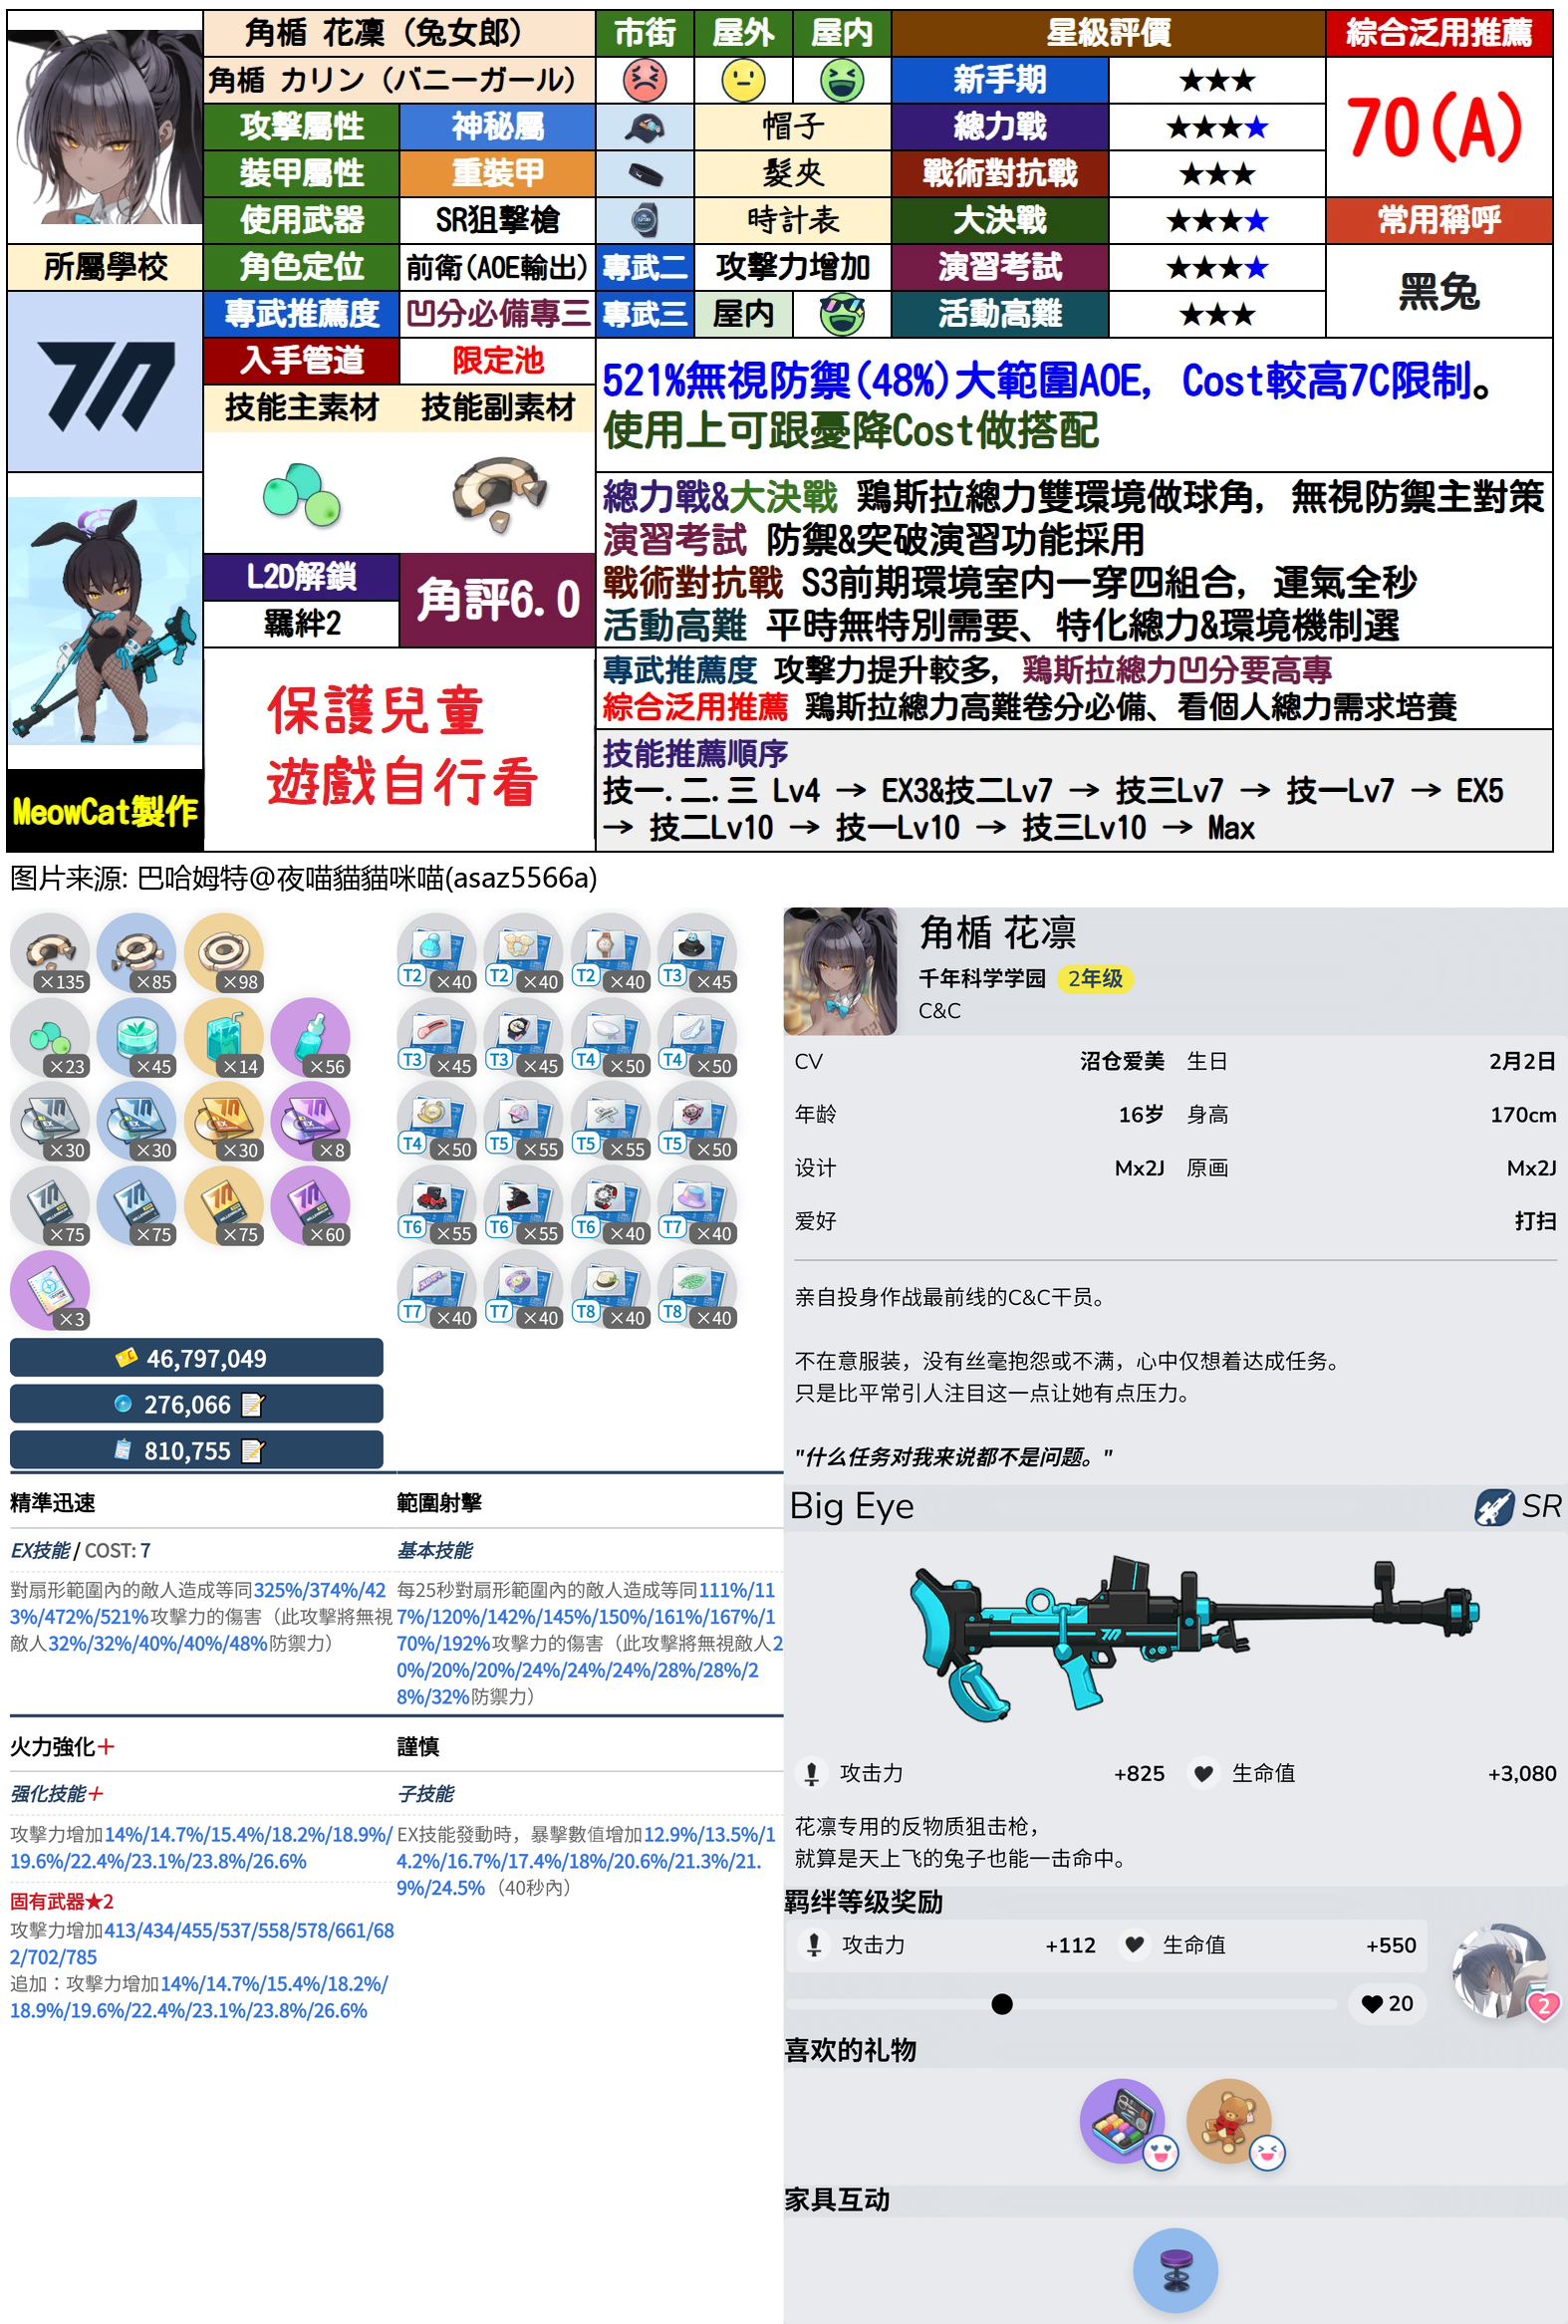 角楯 花凜（兔女郎）
市街 屋外 屋内
星級評價
綜合泛用推薦
角楯 カリン（バニーガール）
新手期 ★★★
70(A)
攻擊屬性 神秘屬
帽子
總力戰 ★★★★
裝甲屬性 重裝甲
髮夾
戰術對抗戰 ★★★
使用武器 SR狙擊槍
時計表
大決戰 ★★★★
常用稱呼
所屬學校
角色定位 前衛(AOE輸出)
專武二 攻擊力增加
演習考試 ★★★★
黑兔
專武推薦度 凹分必備專三
專武三 屋内
活動高難 ★★★
入手管道 限定池
521%無視防禦(48%)大範圍AOE, Cost較高7C限制。
使用上可跟憂降Cost做搭配
技能主素材 技能副素材
總力戰&大決戰 鶏斯拉總力雙環境做球角, 無視防禦主對策
演習考試 防禦&突破演習功能採用
戰術對抗戰 S3前期環境室内一穿四組合, 運氣全秒
活動高難 平時無特別需要、特化總力&環境機制選
L2D解鎖
羈絆2
角評6.0
專武推薦度 攻擊力提升較多, 鶏斯拉總力凹分要高專
綜合泛用推薦 鶏斯拉總力高難卷分必備、看個人總力需求培養
保護兒童
遊戲自行看
技能推薦順序
技一.二.三 Lv4 → EX3&技二Lv7 → 技三Lv7 → 技一Lv7 → EX5
→ 技二Lv10 → 技一Lv10 → 技三Lv10 → Max
MeowCat製作
图片来源: 巴哈姆特@夜喵貓貓咪喵(asaz5566a)
×135 ×85 ×98
×23 ×45 ×14 ×56
×30 ×30 ×30 ×8
×75 ×75 ×75 ×60
×3
46,797,049
276,066
810,755
T2 ×40 T2 ×40 T2 ×40 T3 ×45
T3 ×45 T3 ×45 T4 ×50 T4 ×50
T4 ×50 T5 ×55 T5 ×55 T5 ×50
T6 ×55 T6 ×55 T6 ×40 T7 ×40
T7 ×40 T7 ×40 T8 ×40 T8 ×40
精準迅速
EX技能 / COST: 7
對扇形範圍內的敵人造成等同325%/374%/42
3%/472%/521%攻擊力的傷害（此攻擊將無視
敵人32%/32%/40%/40%/48%防禦力）
範圍射擊
基本技能
每25秒對扇形範圍內的敵人造成等同111%/11
7%/120%/142%/145%/150%/161%/167%/1
70%/192%攻擊力的傷害（此攻擊將無視敵人2
0%/20%/20%/24%/24%/24%/28%/28%/2
8%/32%防禦力）
火力強化＋
强化技能＋
攻擊力增加14%/14.7%/15.4%/18.2%/18.9%/
19.6%/22.4%/23.1%/23.8%/26.6%
固有武器★2
攻擊力增加413/434/455/537/558/578/661/68
2/702/785
追加：攻擊力增加14%/14.7%/15.4%/18.2%/
18.9%/19.6%/22.4%/23.1%/23.8%/26.6%
謹慎
子技能
EX技能發動時，暴擊數值增加12.9%/13.5%/1
4.2%/16.7%/17.4%/18%/20.6%/21.3%/21.
9%/24.5%（40秒內）
角楯 花凛
千年科学学园 2年级
C&C
CV 沼仓爱美 生日 2月2日
年龄 16岁 身高 170cm
设计 Mx2J 原画 Mx2J
爱好 打扫
亲自投身作战最前线的C&C干员。
不在意服装，没有丝毫抱怨或不满，心中仅想着达成任务。
只是比平常引人注目这一点让她有点压力。
"什么任务对我来说都不是问题。"
Big Eye SR
攻击力 +825 生命值 +3,080
花凛专用的反物质狙击枪，
就算是天上飞的兔子也能一击命中。
羁绊等级奖励
攻击力 +112 生命值 +550
20
2
喜欢的礼物
家具互动